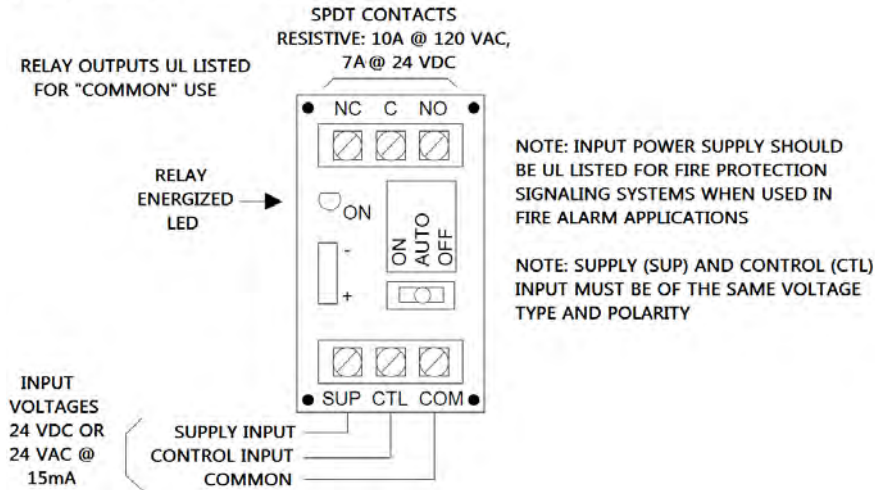 SPDT CONTACTS
RESISTIVE: 10A @ 120 VAC,
7A @ 24 VDC
RELAY OUTPUTS UL LISTED
FOR "COMMON" USE
NC C NO
NOTE: INPUT POWER SUPPLY SHOULD
BE UL LISTED FOR FIRE PROTECTION
SIGNALING SYSTEMS WHEN USED IN
FIRE ALARM APPLICATIONS
RELAY
ENERGIZED
LED
ON
ON
AUTO
OFF
-
+
NOTE: SUPPLY (SUP) AND CONTROL (CTL)
INPUT MUST BE OF THE SAME VOLTAGE
TYPE AND POLARITY
SUP CTL COM
INPUT
VOLTAGES
24 VDC OR
24 VAC @
15mA
SUPPLY INPUT
CONTROL INPUT
COMMON